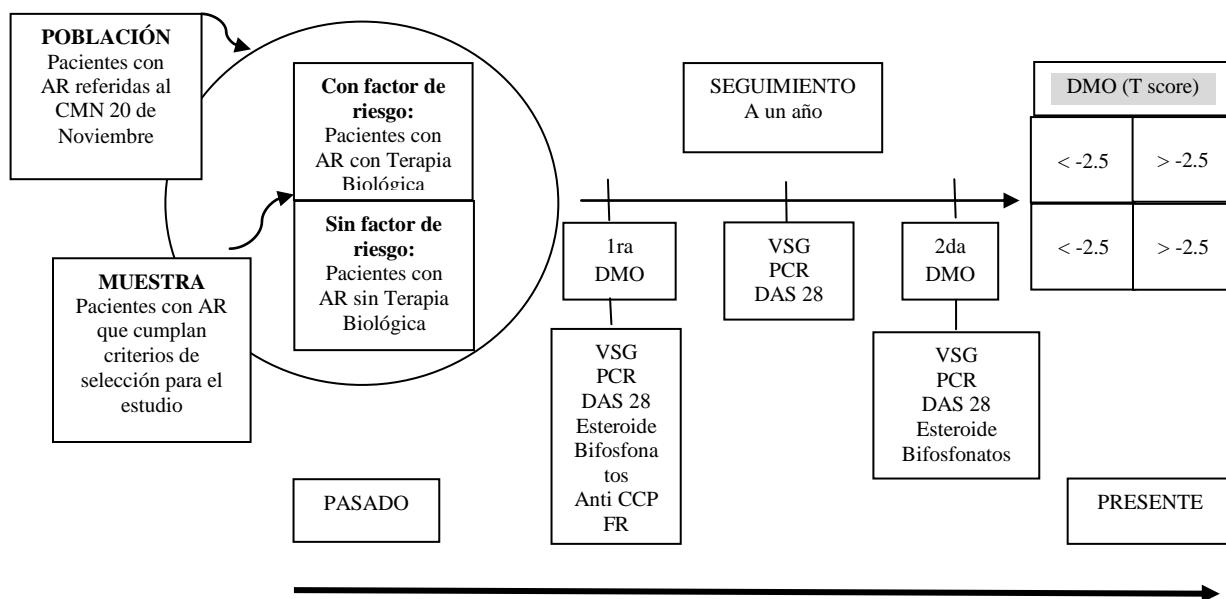 POBLACIÓN
Pacientes con
AR referidas al
CMN 20 de
Noviembre
MUESTRA
Pacientes con AR
que cumplan
criterios de
selección para el
estudio
Con factor de
riesgo:
Pacientes con
AR con Terapia
Biológica
Sin factor de
riesgo:
Pacientes con
AR sin Terapia
Biológica
SEGUIMIENTO
A un año
1ra
DMO
VSG
PCR
DAS 28
Esteroide
Bifosfona
tos
Anti CCP
FR
VSG
PCR
DAS 28
2da
DMO
VSG
PCR
DAS 28
Esteroide
Bifosfonatos
DMO (T score)
< -2.5 > -2.5
< -2.5 > -2.5
PASADO
PRESENTE